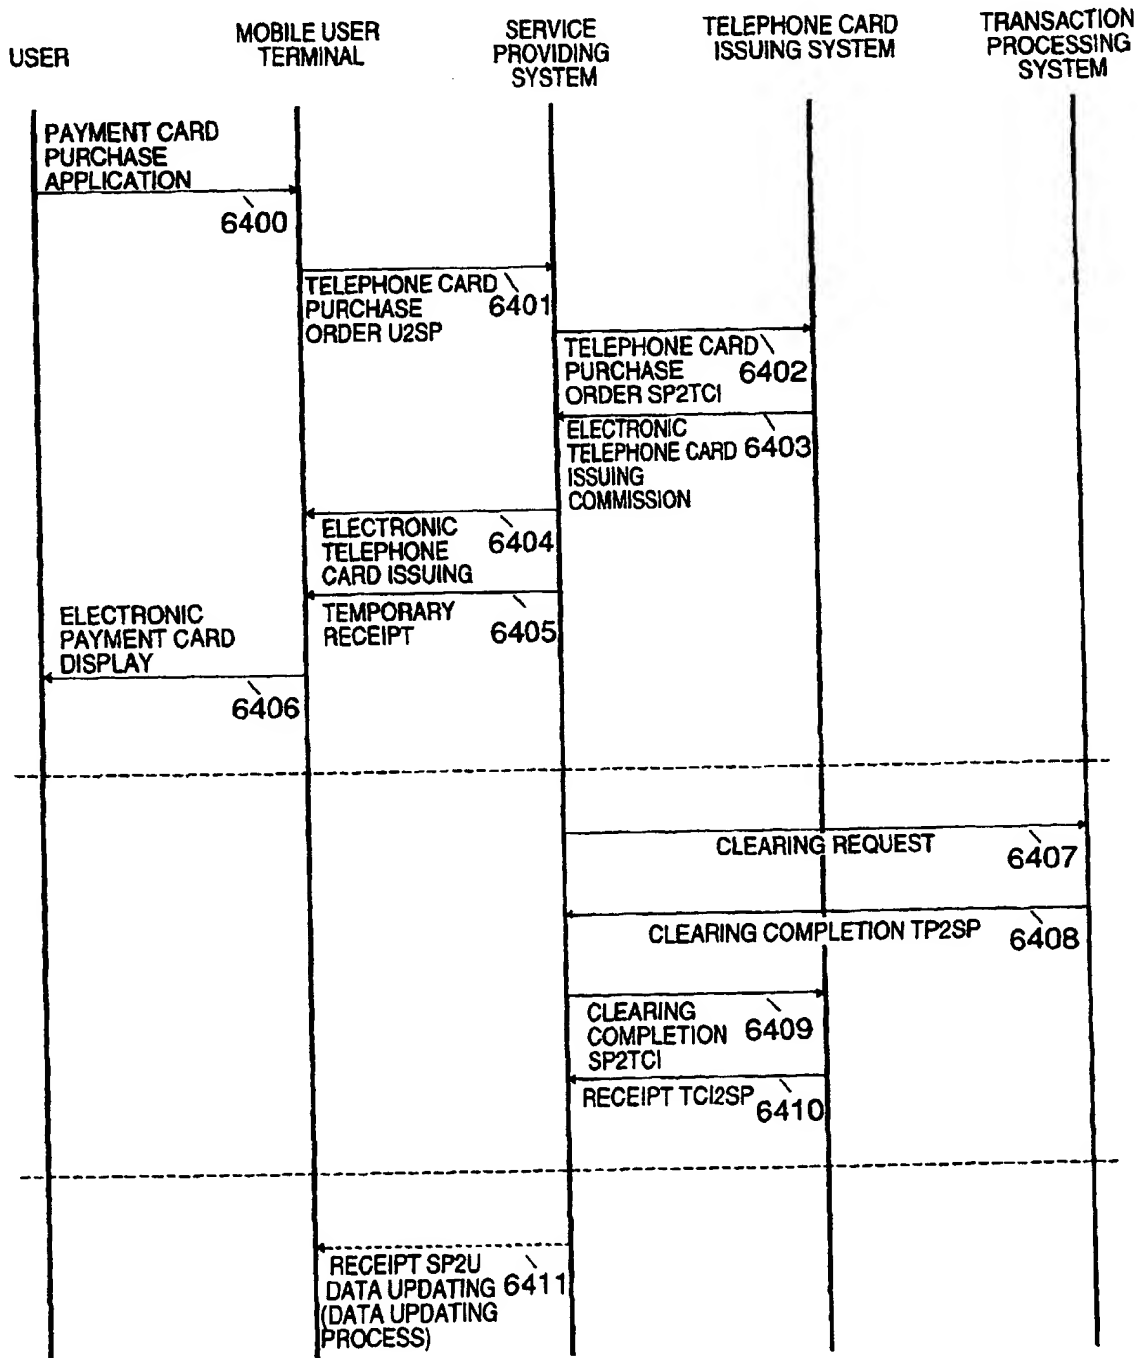 USER
MOBILE USER
TERMINAL
SERVICE
PROVIDING
SYSTEM
TELEPHONE CARD
ISSUING SYSTEM
TRANSACTION
PROCESSING
SYSTEM
PAYMENT CARD
PURCHASE
APPLICATION
6400
TELEPHONE CARD
PURCHASE
ORDER U2SP
6401
TELEPHONE CARD
PURCHASE
ORDER SP2TCI
6402
ELECTRONIC
TELEPHONE CARD
ISSUING
COMMISSION
6403
ELECTRONIC
TELEPHONE
CARD ISSUING
6404
TEMPORARY
RECEIPT
6405
ELECTRONIC
PAYMENT CARD
DISPLAY
6406
CLEARING REQUEST
6407
CLEARING COMPLETION TP2SP
6408
CLEARING
COMPLETION
SP2TCI
6409
RECEIPT TCI2SP
6410
RECEIPT SP2U
DATA UPDATING
(DATA UPDATING
PROCESS)
6411